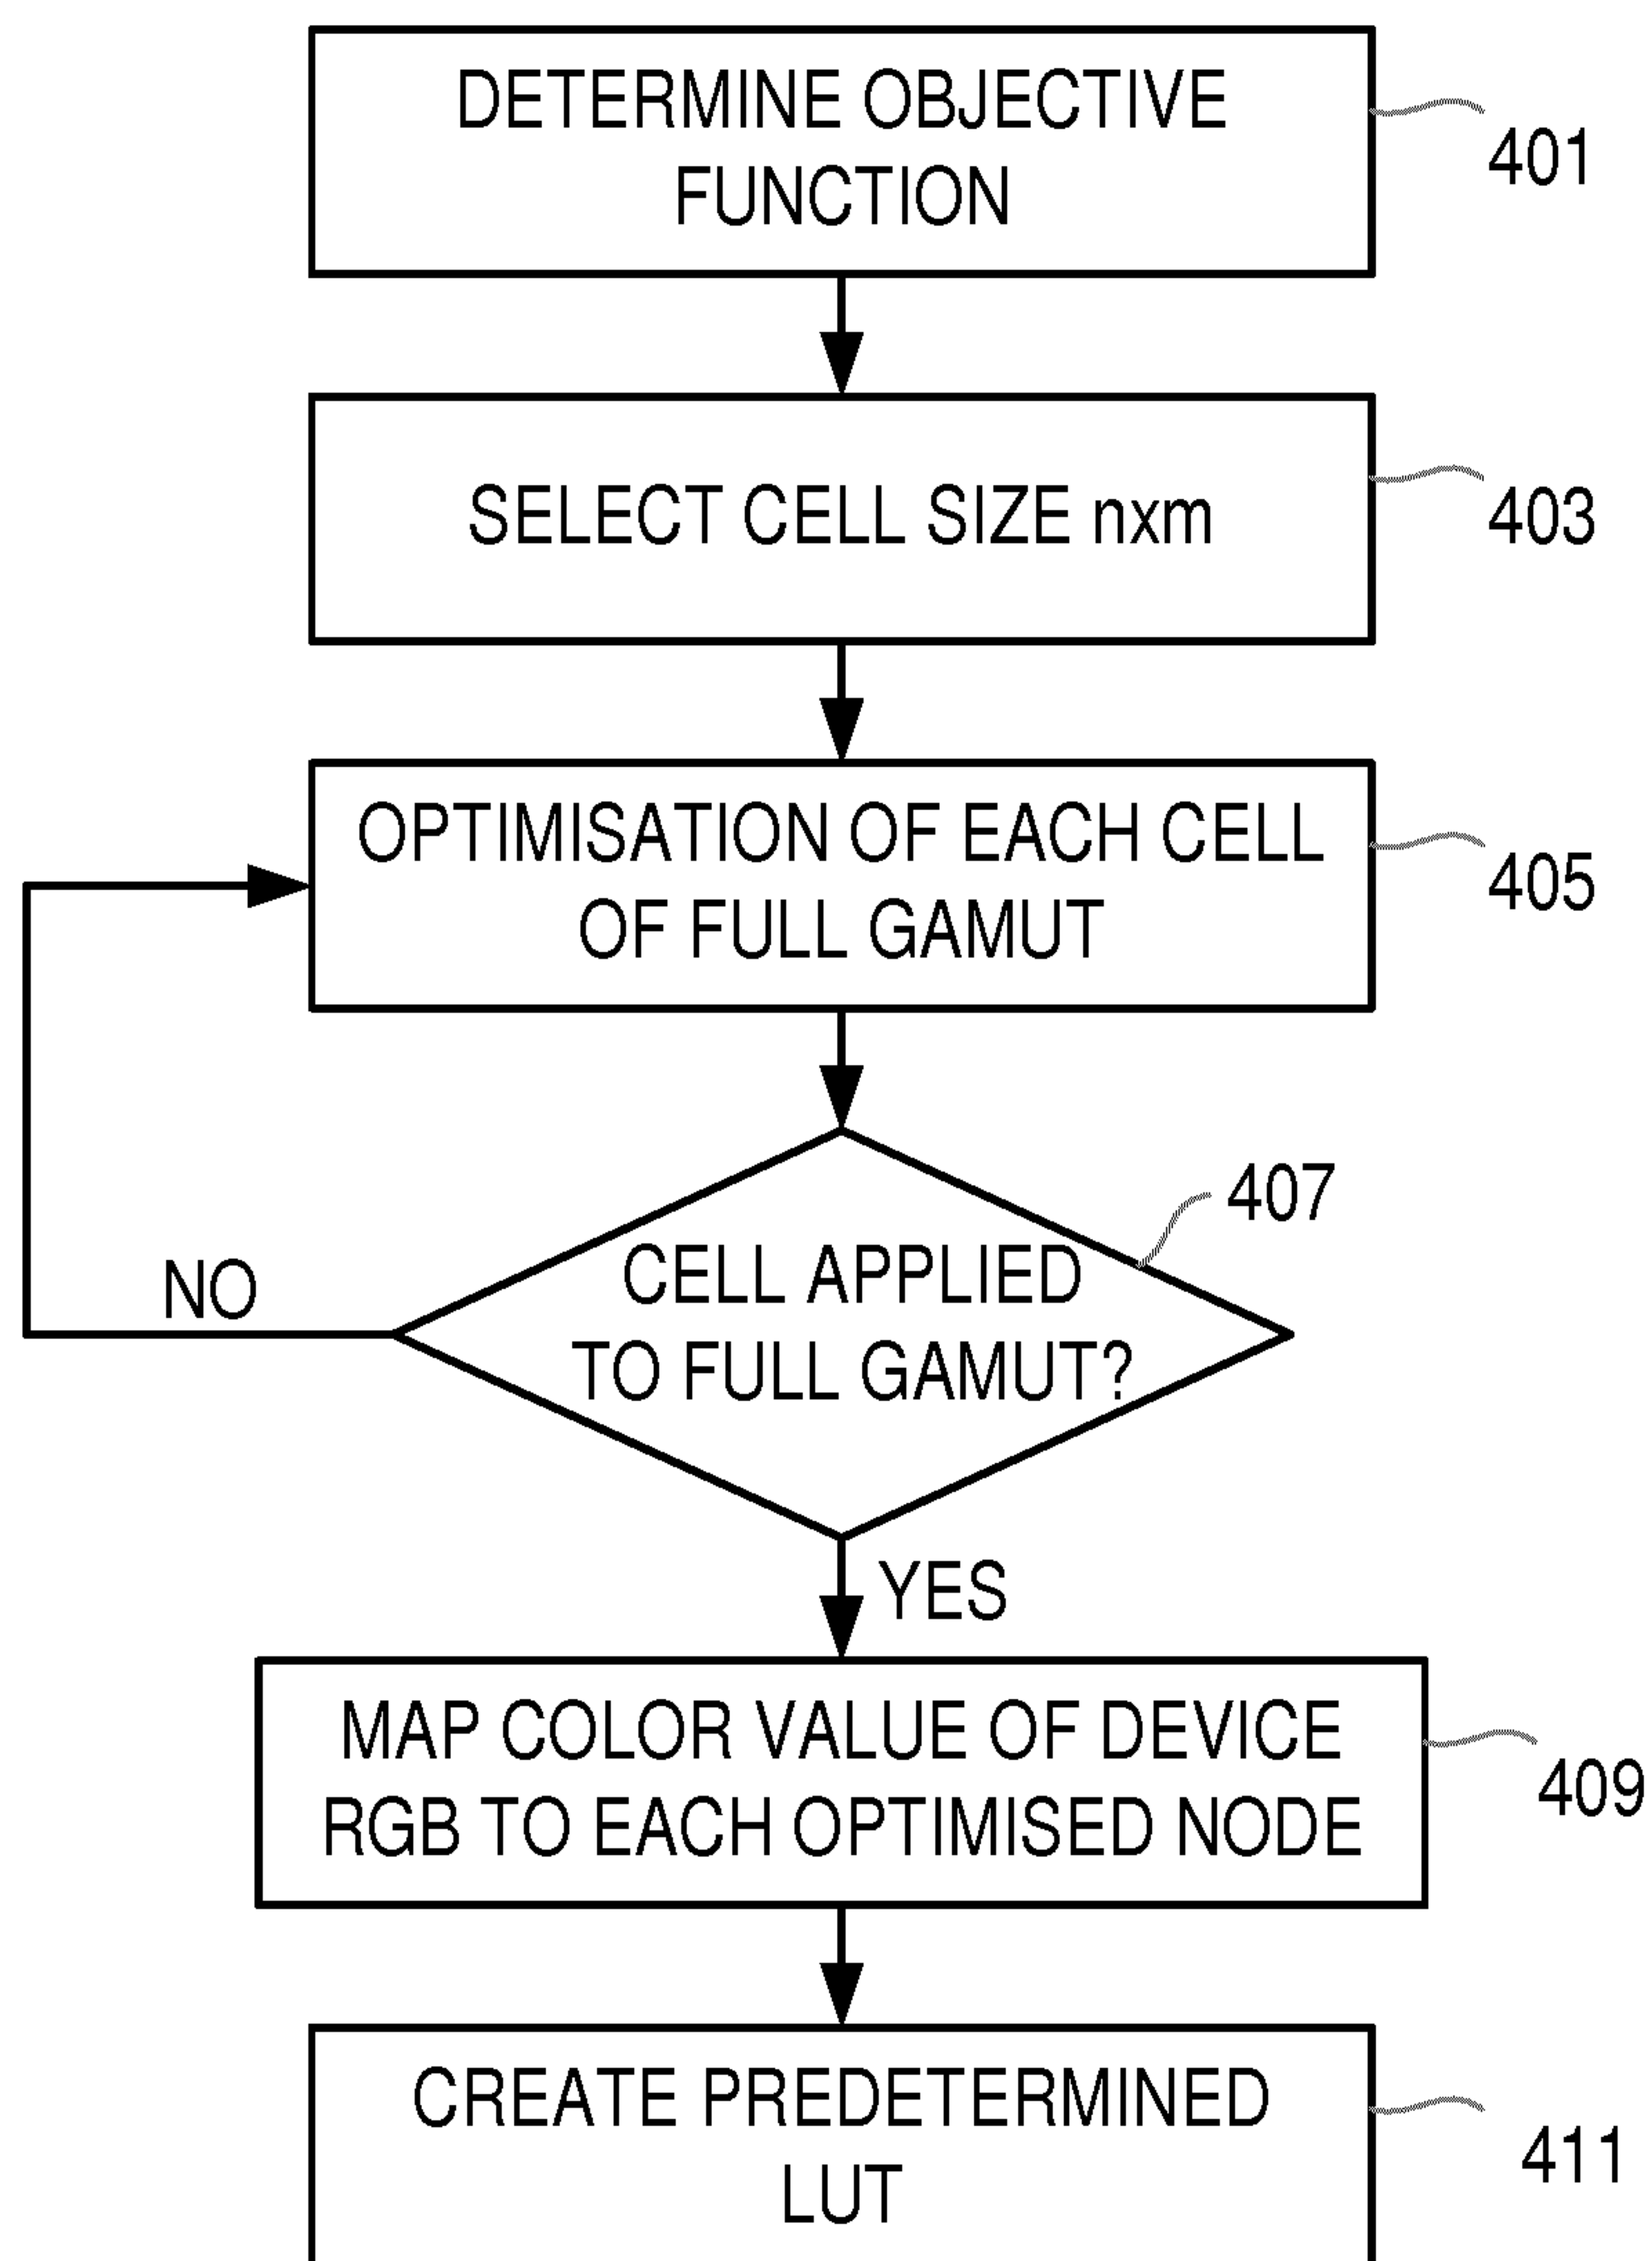 DETERMINE OBJECTIVE
FUNCTION
401
SELECT CELL SIZE nxm
403
OPTIMISATION OF EACH CELL
OF FULL GAMUT
405
407
CELL APPLIED
TO FULL GAMUT?
NO
YES
MAP COLOR VALUE OF DEVICE
RGB TO EACH OPTIMISED NODE
409
CREATE PREDETERMINED
LUT
411